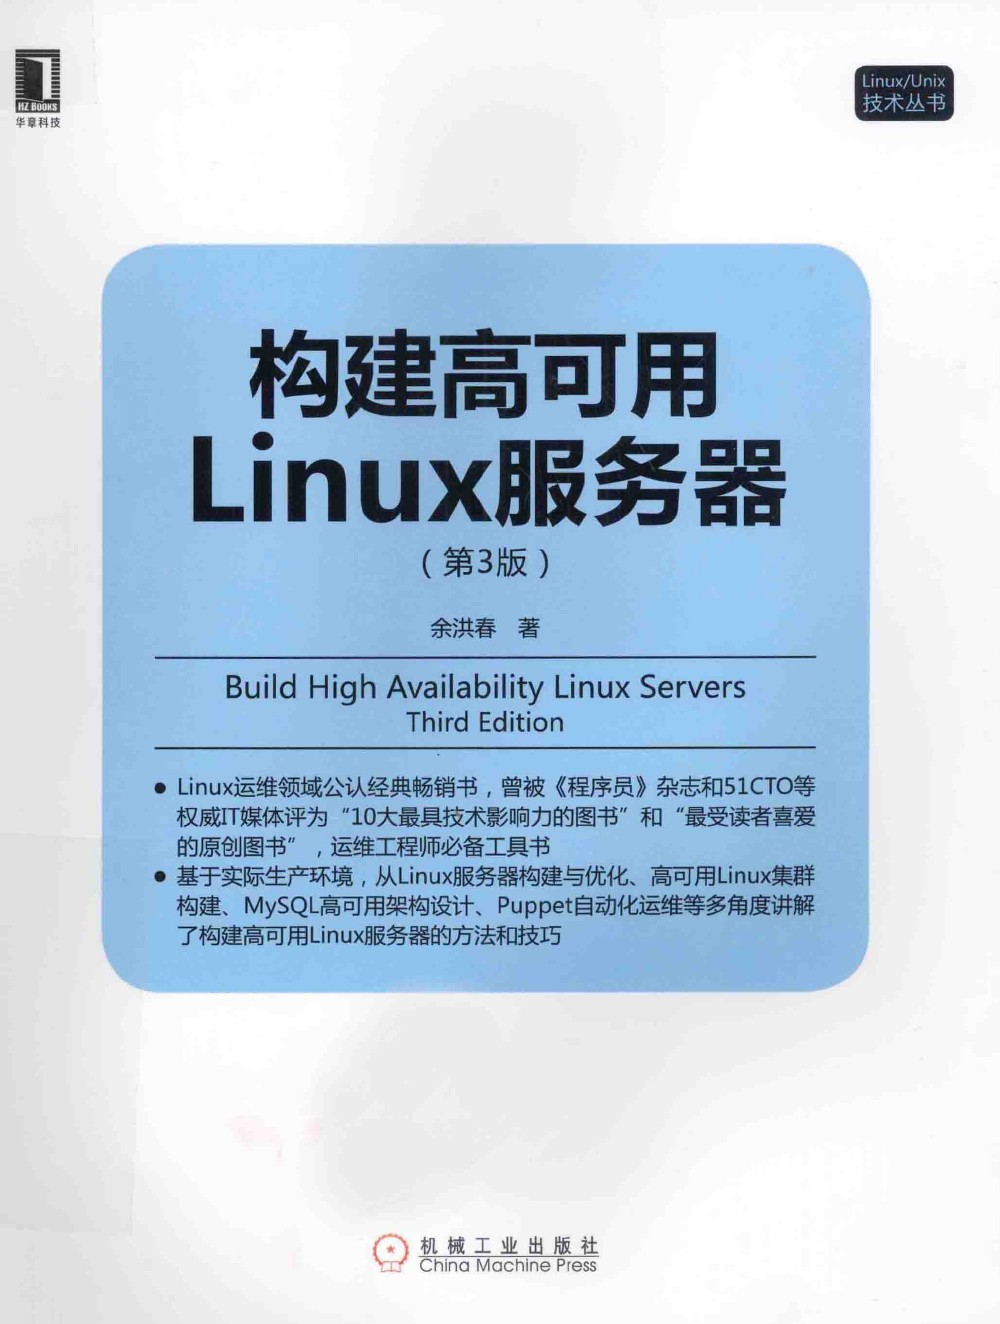 HZ BOOKS
华章科技
Linux/Unix
技术丛书
构建高可用
Linux服务器
（第3版）
余洪春　著
Build High Availability Linux Servers
Third Edition
● Linux运维领域公认经典畅销书，曾被《程序员》杂志和51CTO等
权威IT媒体评为“10大最具技术影响力的图书”和“最受读者喜爱
的原创图书”，运维工程师必备工具书
● 基于实际生产环境，从Linux服务器构建与优化、高可用Linux集群
构建、MySQL高可用架构设计、Puppet自动化运维等多角度讲解
了构建高可用Linux服务器的方法和技巧
机械工业出版社
China Machine Press